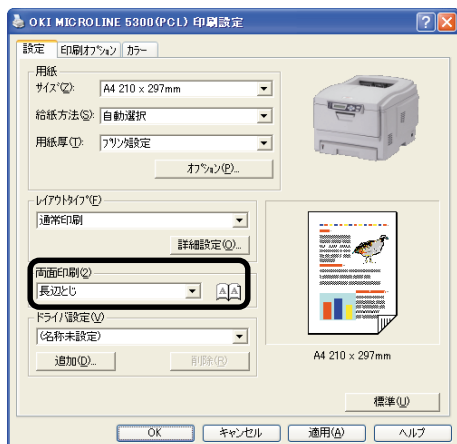 OKI MICROLINE 5300(PCL) 印刷設定
設定 印刷オプション カラー
用紙
サイズ(Z): A4 210 x 297mm
給紙方法(S): 自動選択
用紙厚(T): プリンタ設定
オプション(P)...
レイアウトタイプ(F)
通常印刷
詳細設定(O)...
両面印刷(2)
長辺とじ
A A
ドライバ設定(V)
(名称未設定)
追加(D)... 削除(R)
A4 210 x 297mm
標準(U)
OK キャンセル 適用(A) ヘルプ